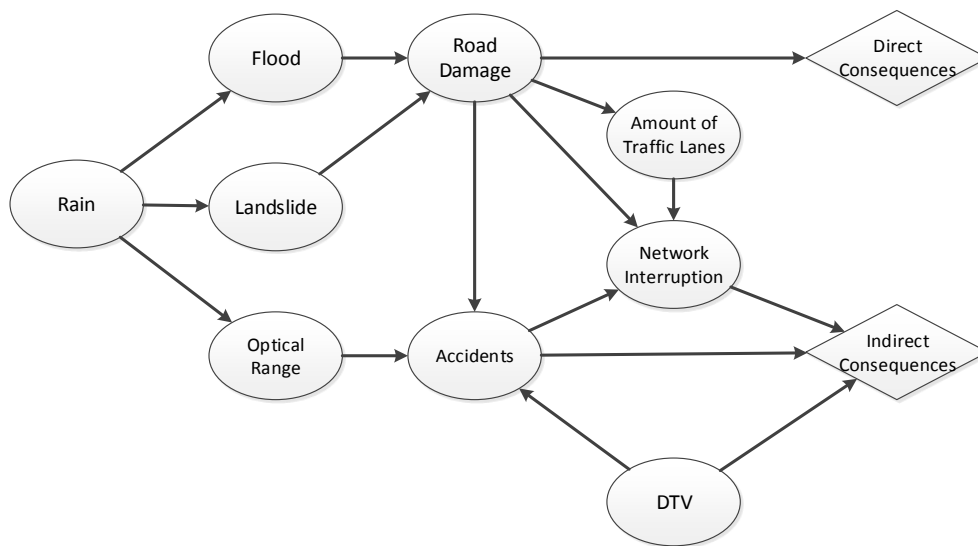 Flood
Road
Damage
Direct
Consequences
Amount of
Traffic Lanes
Rain
Landslide
Network
Interruption
Optical
Range
Accidents
Indirect
Consequences
DTV